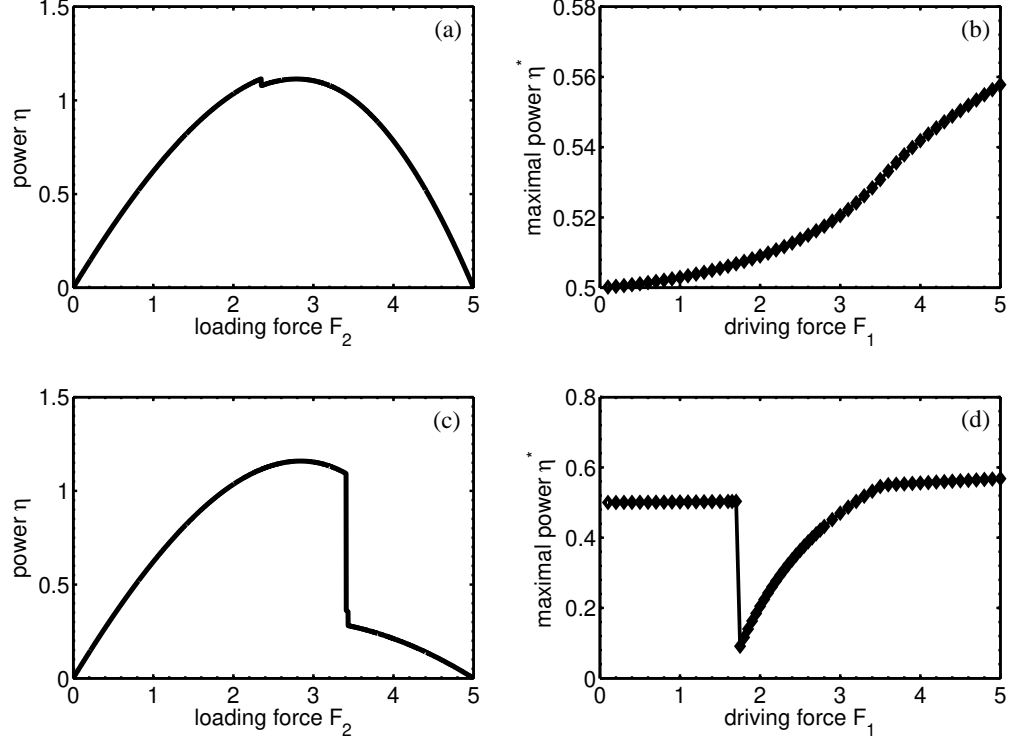 (a)
power η
1.5
1
0.5
0
0 1 2 3 4 5
loading force F₂
(b)
maximal power η*
0.58
0.56
0.54
0.52
0.5
0 1 2 3 4 5
driving force F₁
(c)
power η
1.5
1
0.5
0
0 1 2 3 4 5
loading force F₂
(d)
maximal power η*
0.8
0.6
0.4
0.2
0
0 1 2 3 4 5
driving force F₁